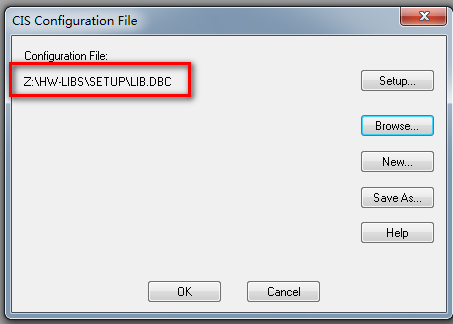 CIS Configuration File
Configuration File:
Z:\HW-LIBS\SETUP\LIB.DBC
Setup...
Browse...
New...
Save As...
Help
OK
Cancel